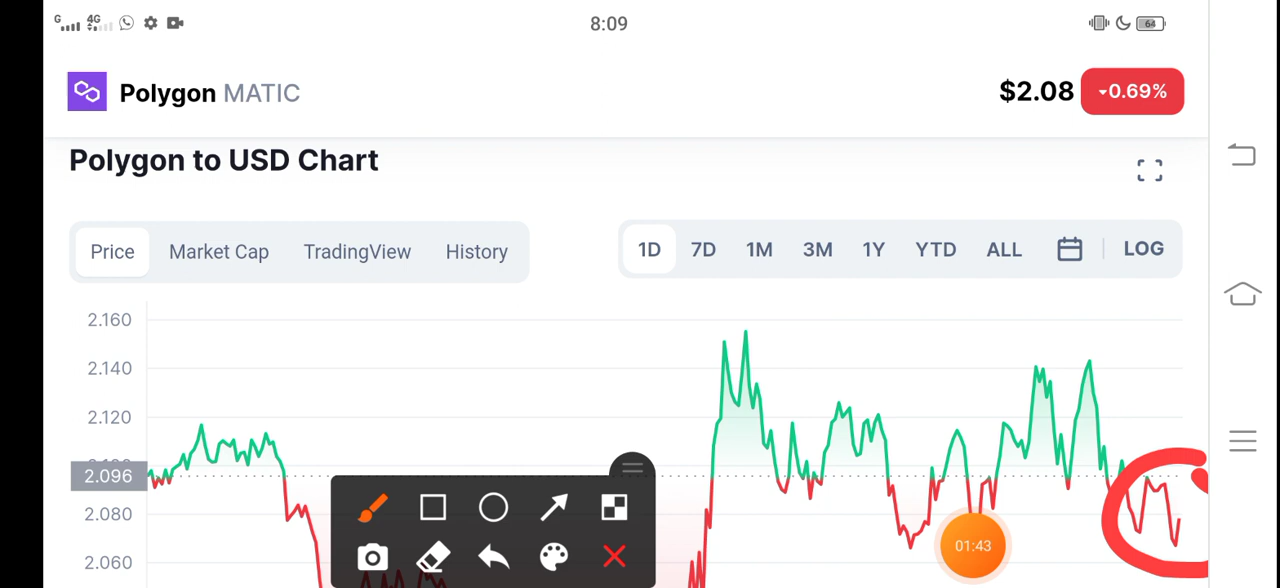 G 4G 8:09 64
Polygon MATIC $2.08 0.69%
Polygon to USD Chart
Price Market Cap TradingView History 1D 7D 1M 3M 1Y YTD ALL LOG
2.160
2.140
2.120
2.096
2.080
2.060
01:43